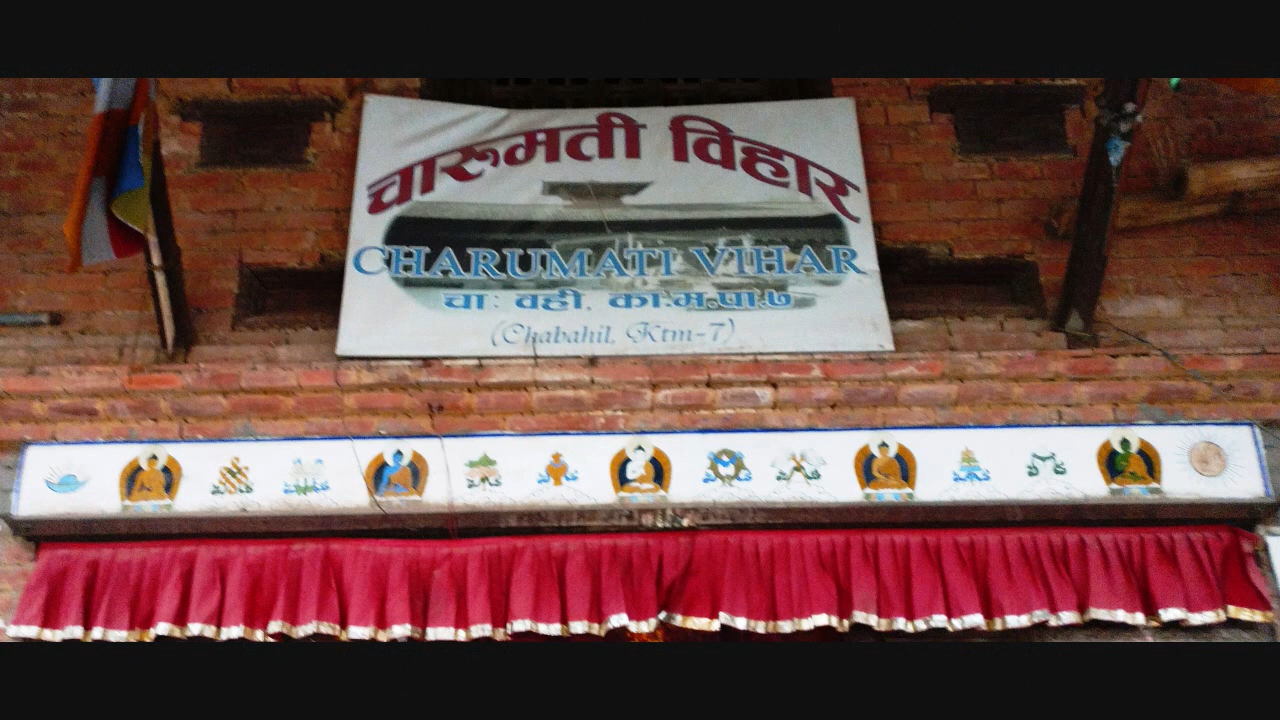 चारुमती विहार
CHARUMATI VIHAR
चाः वही, का.म.पा.७
(Chabahil, Ktm-7)